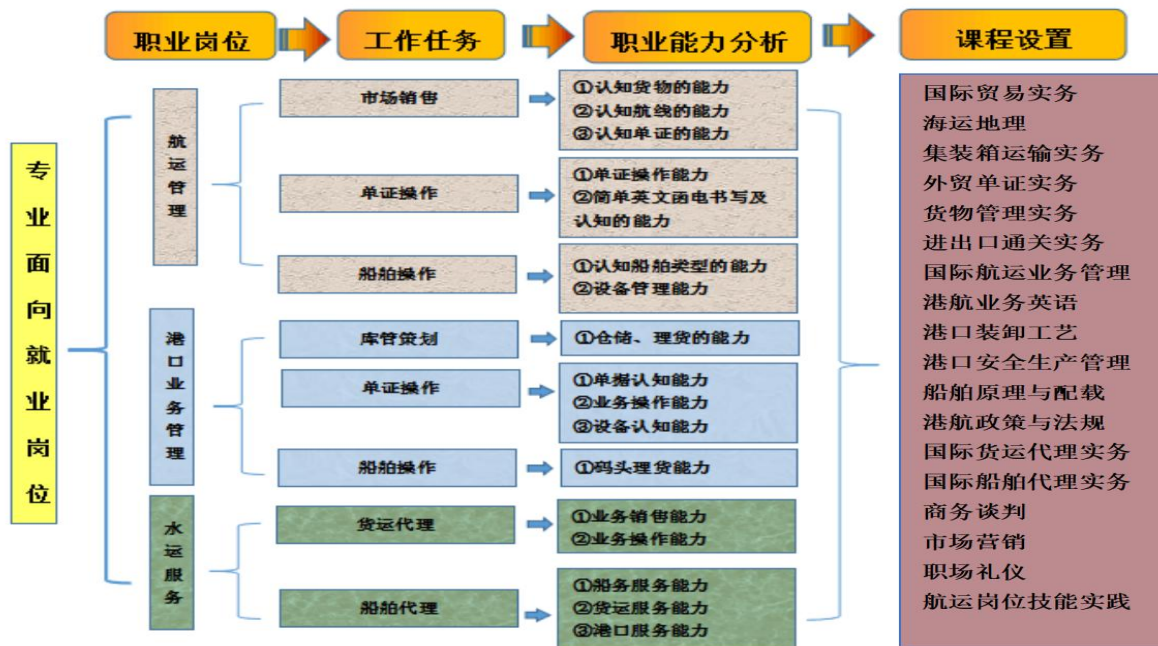 职业岗位
工作任务
职业能力分析
课程设置
专业面向就业岗位
航运管理
市场销售
①认知货物的能力
②认知航线的能力
③认知单证的能力
单证操作
①单证操作能力
②简单英文函电书写及
认知的能力
船舶操作
①认知船舶类型的能力
②设备管理能力
港口业务管理
库管策划
①仓储、理货的能力
单证操作
①单据认知能力
②业务操作能力
③设备认知能力
船舶操作
①码头理货能力
水运服务
货运代理
①业务销售能力
②业务操作能力
船舶代理
①船务服务能力
②货运服务能力
③港口服务能力
国际贸易实务
海运地理
集装箱运输实务
外贸单证实务
货物管理实务
进出口通关实务
国际航运业务管理
港航业务英语
港口装卸工艺
港口安全生产管理
船舶原理与配载
港航政策与法规
国际货运代理实务
国际船舶代理实务
商务谈判
市场营销
职场礼仪
航运岗位技能实践